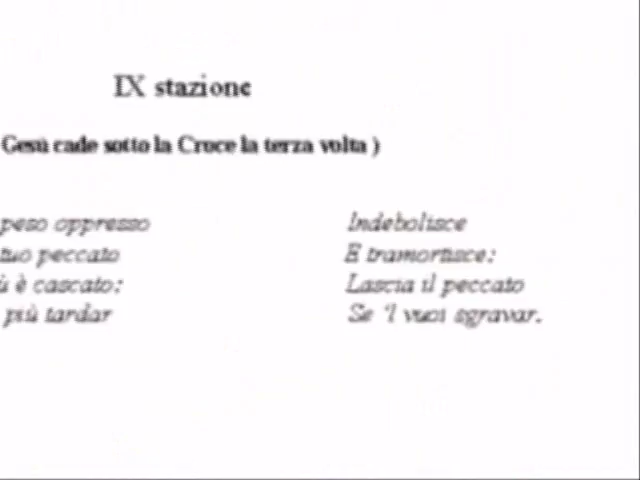 IX stazione
Gesù cade sotto la Croce la terza volta )
peso oppresso
tuo peccato
è cascato:
più tardar
Indebolisce
E tramortisce:
Lascia il peccato
Se 'l vuoi sgravar.